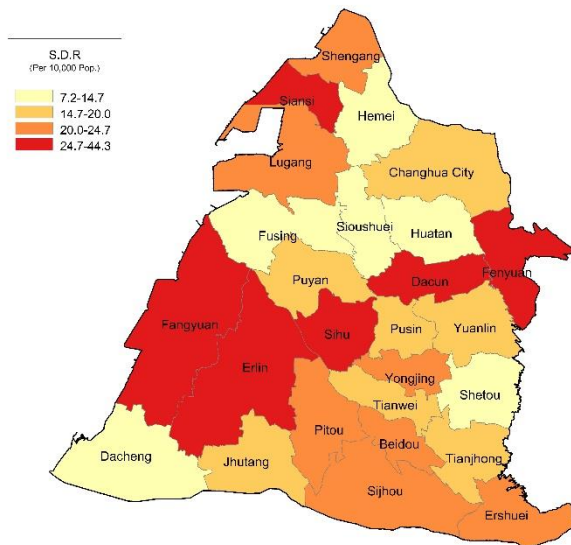 S.D.R
(Per 10,000 Pop.)
7.2-14.7
14.7-20.0
20.0-24.7
24.7-44.3
Shengang
Siansi
Hemei
Lugang
Changhua City
Sioushuei
Huatan
Fusing
Fenyuan
Puyan
Dacun
Fangyuan
Sihu
Pusin
Yuanlin
Erlin
Yongjing
Shetou
Tianwei
Pitou
Beidou
Dacheng
Jhutang
Tianjhong
Sijhou
Ershuei